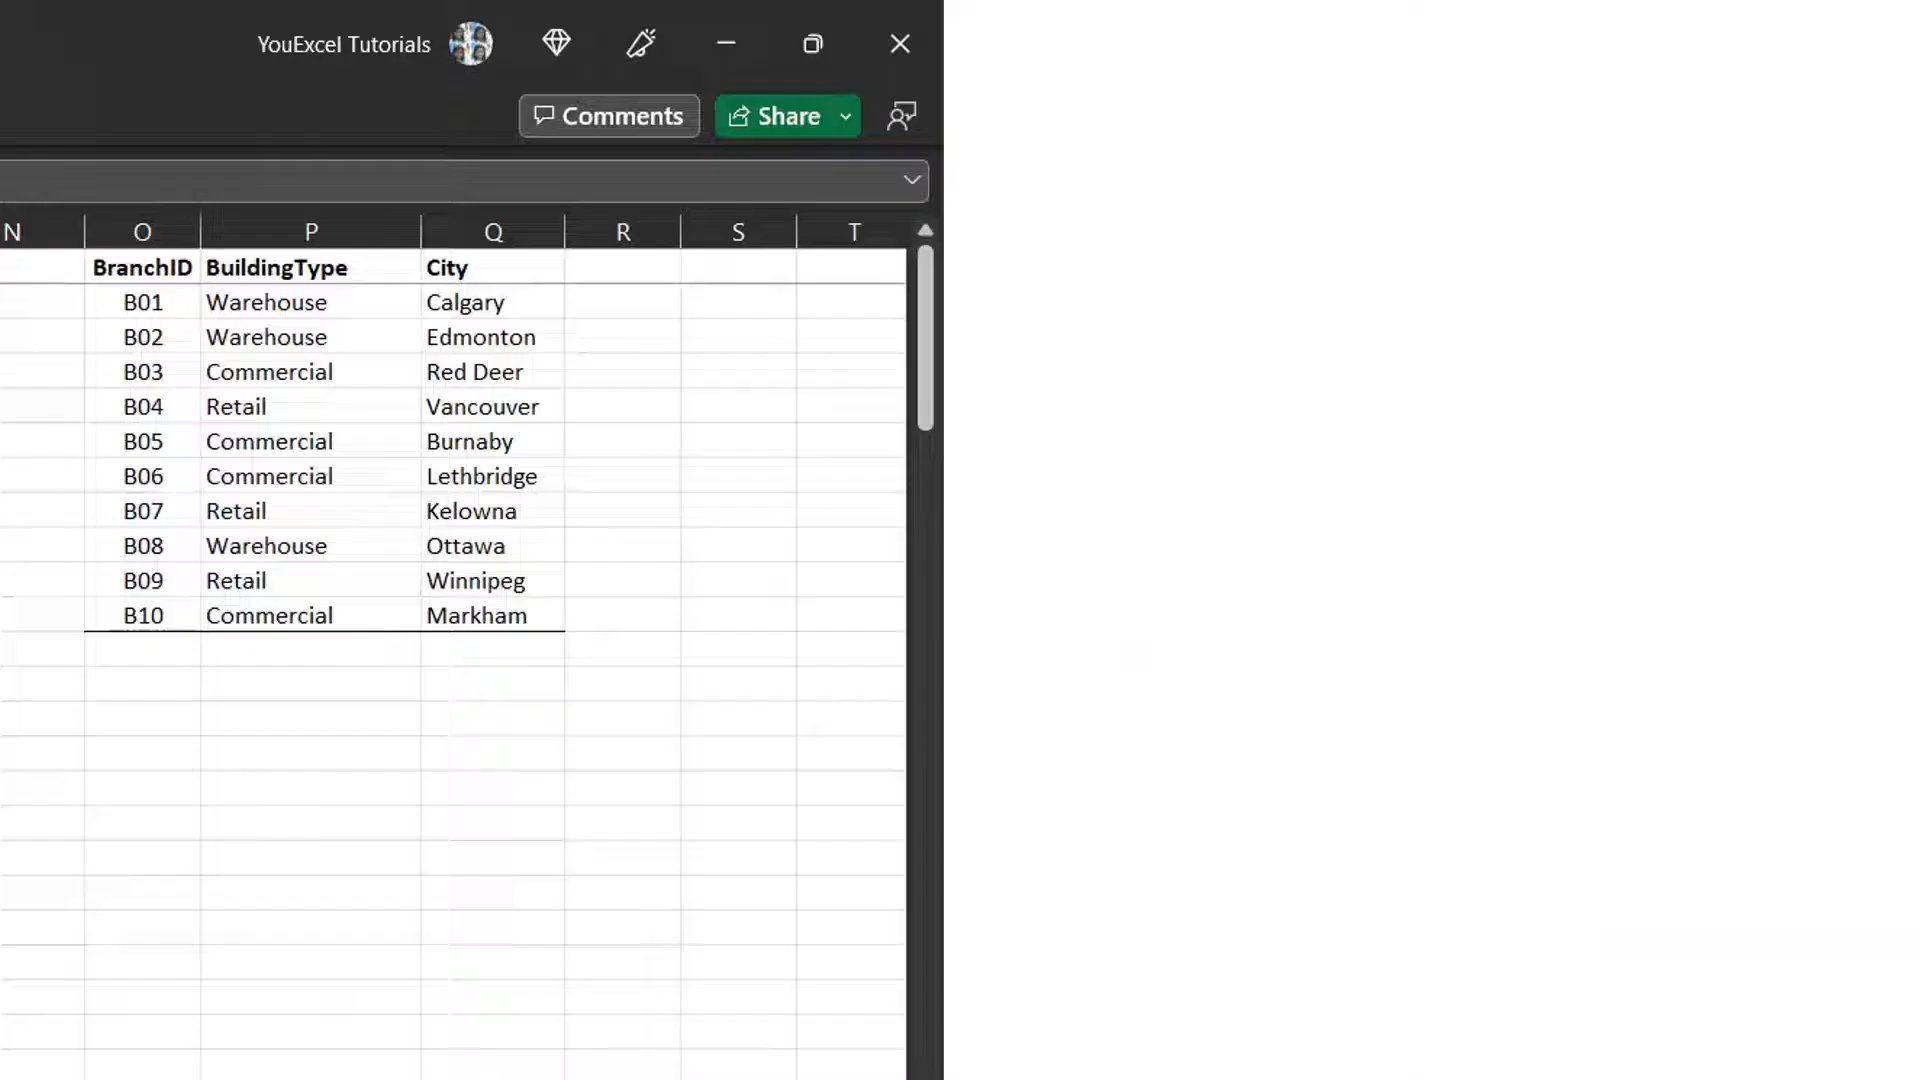 YouExcel Tutorials
Comments Share
N O P Q R S T
BranchID BuildingType City
B01 Warehouse Calgary
B02 Warehouse Edmonton
B03 Commercial Red Deer
B04 Retail Vancouver
B05 Commercial Burnaby
B06 Commercial Lethbridge
B07 Retail Kelowna
B08 Warehouse Ottawa
B09 Retail Winnipeg
B10 Commercial Markham